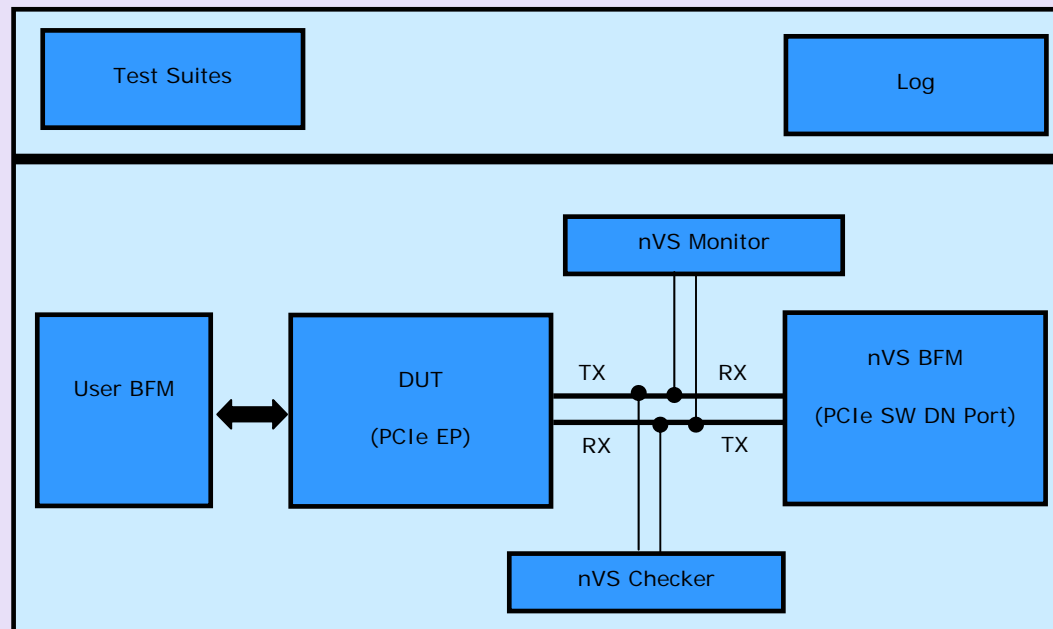 Test Suites
Log
nVS Monitor
User BFM
DUT
(PCIe EP)
TX
RX
RX
TX
nVS BFM
(PCIe SW DN Port)
nVS Checker